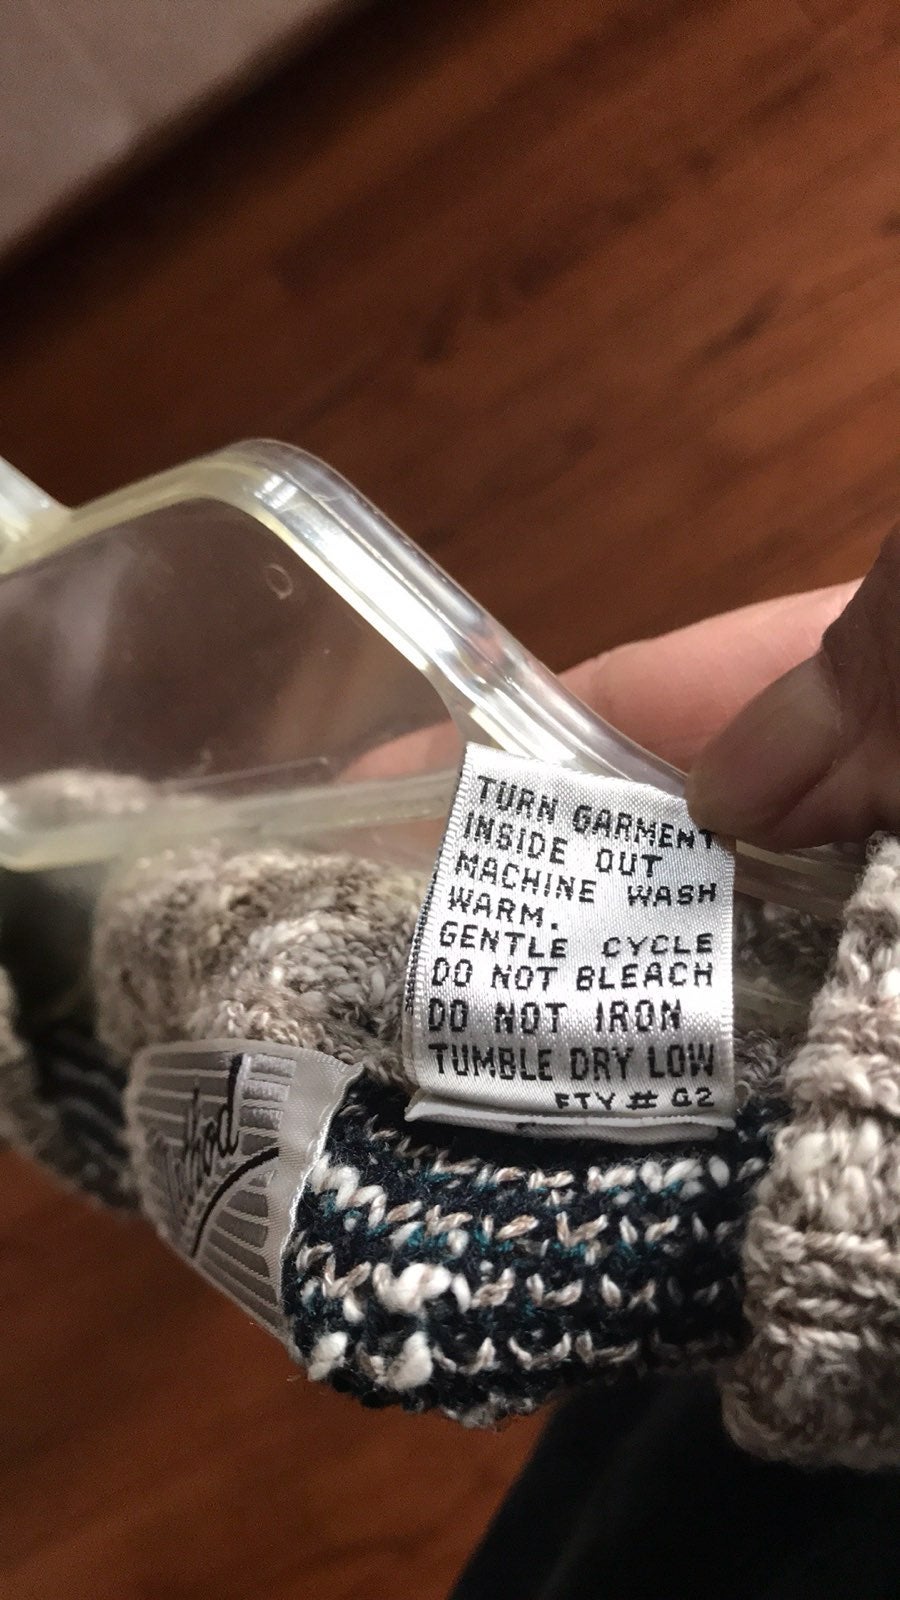 TURN GARMENT
INSIDE OUT
MACHINE WASH
WARM.
GENTLE CYCLE
DO NOT BLEACH
DO NOT IRON
TUMBLE DRY LOW
FTY # G2